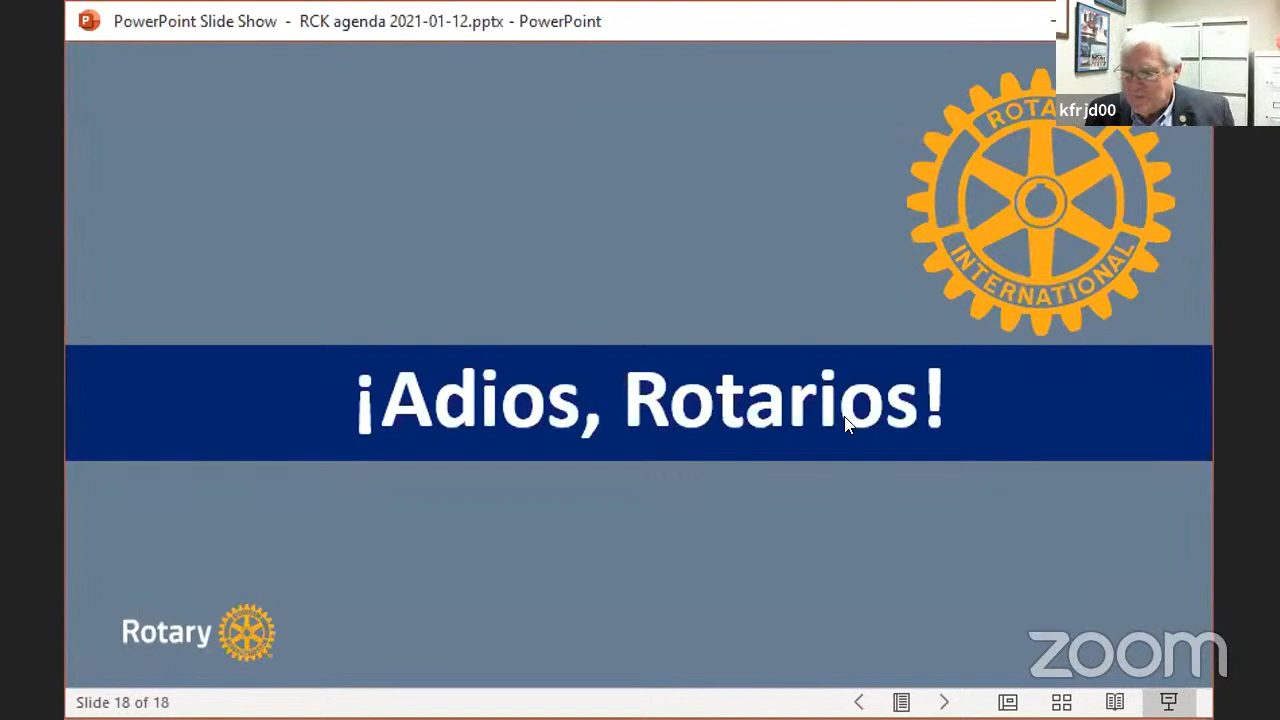 PowerPoint Slide Show - RCK agenda 2021-01-12.pptx - PowerPoint
kfrjd00
ROTA
INTERNATIONAL
¡Adios, Rotarios!
Rotary
zoom
Slide 18 of 18